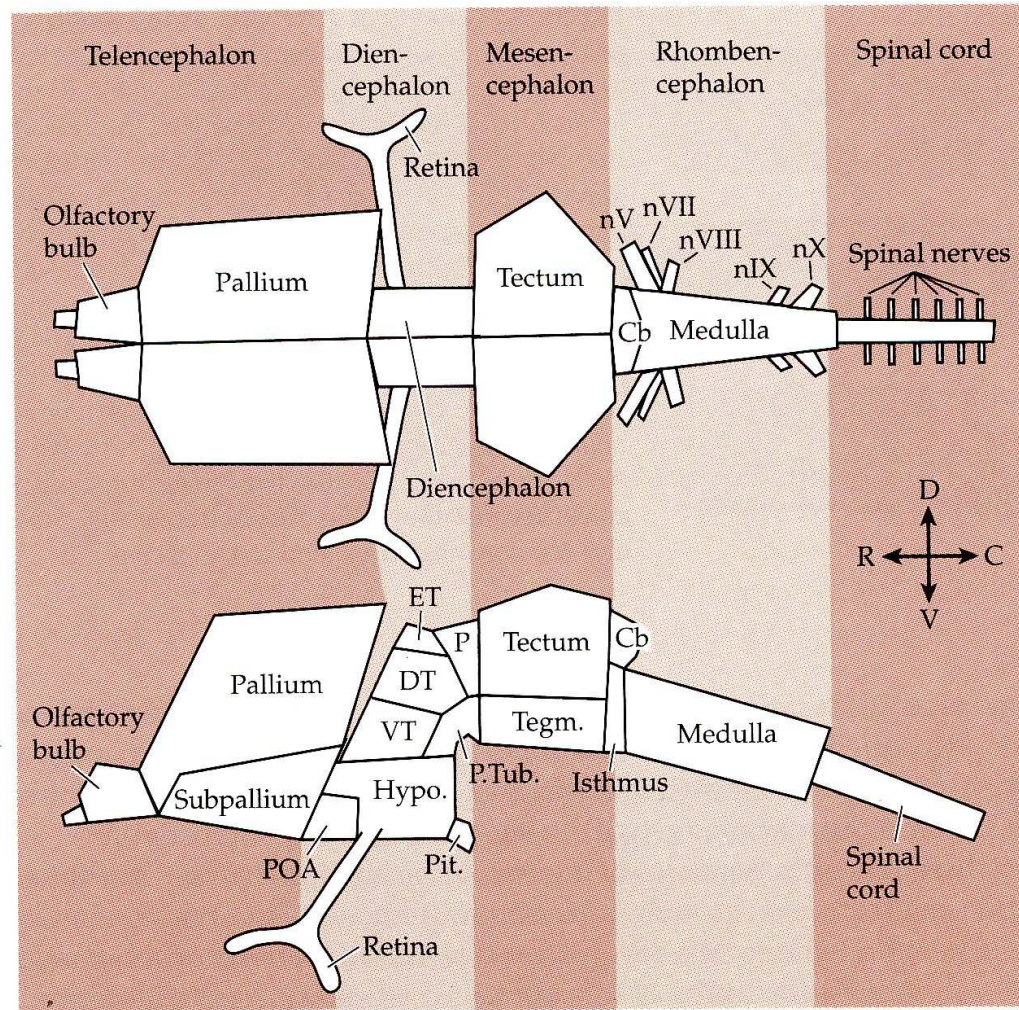 Telencephalon
Dien-
cephalon
Mesen-
cephalon
Rhomben-
cephalon
Spinal cord
Retina
Olfactory
bulb
Pallium
Tectum
nV
nVII
nVIII
nIX
nX
Spinal nerves
Cb
Medulla
Diencephalon
D
R
C
V
ET
P
Tectum
Cb
DT
Pallium
VT
Tegm.
Medulla
Olfactory
bulb
Subpallium
Hypo.
P.Tub.
Isthmus
POA
Pit.
Spinal
cord
Retina